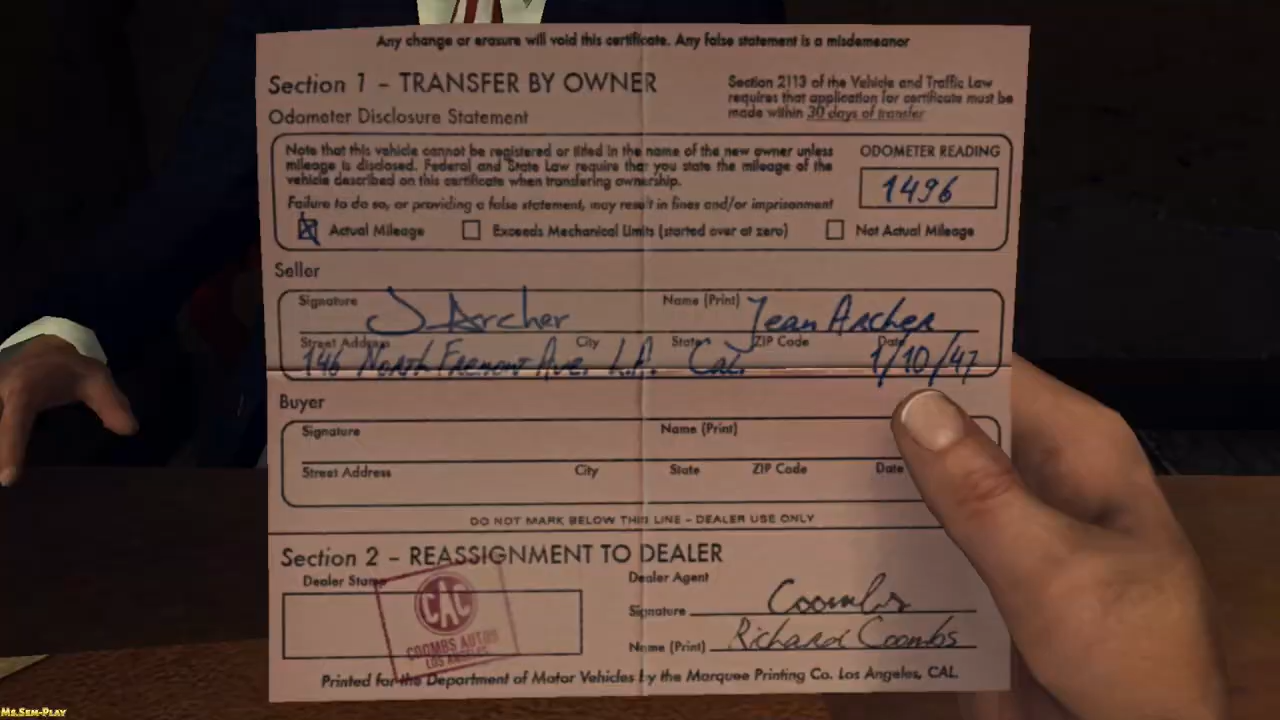 Any change or erasure will void this certificate. Any false statement is a misdemeanor
Section 1 - TRANSFER BY OWNER
Section 2113 of the Vehicle and Traffic Law
requires that application for certificate must be
made within 30 days of transfer
Odometer Disclosure Statement
Note that this vehicle cannot be registered or titled in the name of the new owner unless
mileage is disclosed. Federal and State Law require that you state the mileage of the
vehicle described on this certificate when transferring ownership.
Failure to do so, or providing a false statement, may result in fines and/or imprisonment
ODOMETER READING
1496
Actual Mileage
Exceeds Mechanical Limits (started over at zero)
Not Actual Mileage
Seller
Signature J Archer Name (Print) Jean Archer
Street Address City State ZIP Code Date
146 North Fremont Ave. L.A. Cal. 1/10/47
Buyer
Signature Name (Print)
Street Address City State ZIP Code Date
DO NOT MARK BELOW THIS LINE - DEALER USE ONLY
Section 2 - REASSIGNMENT TO DEALER
Dealer Stamp
CAC
COOMBS AUTOS
LOS ANGELES
Dealer Agent
Signature Coombs
Name (Print) Richard Coombs
Printed for the Department of Motor Vehicles by the Marquee Printing Co. Los Angeles, CAL.
Ms.Sem-Play